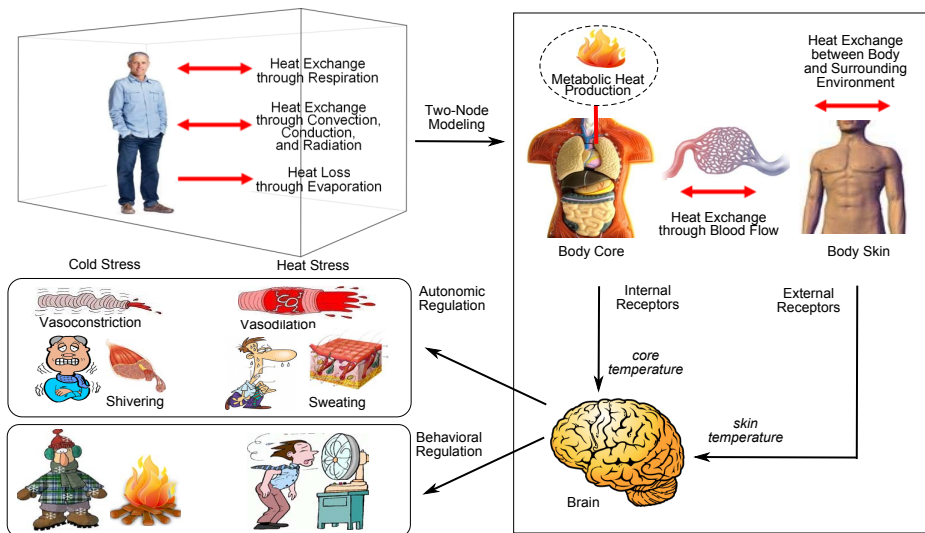 Heat Exchange
through Respiration
Heat Exchange
through Convection,
Conduction,
and Radiation
Heat Loss
through Evaporation
Two-Node
Modeling
Metabolic Heat
Production
Heat Exchange
between Body
and Surrounding
Environment
Heat Exchange
through Blood Flow
Body Core
Body Skin
Internal
Receptors
External
Receptors
core
temperature
skin
temperature
Brain
Cold Stress
Heat Stress
Autonomic
Regulation
Vasoconstriction
Vasodilation
Shivering
Sweating
Behavioral
Regulation